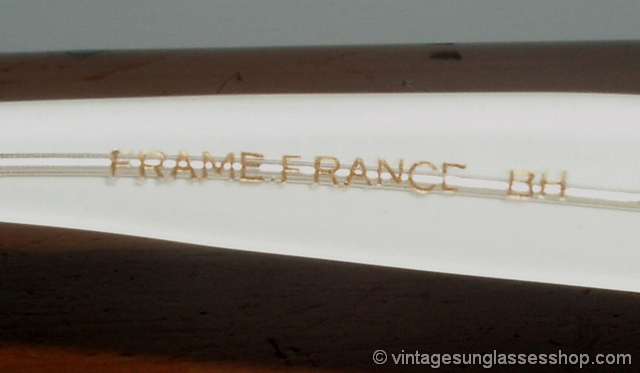 FRAME.FRANCE BH
© vintagesunglassesshop.com